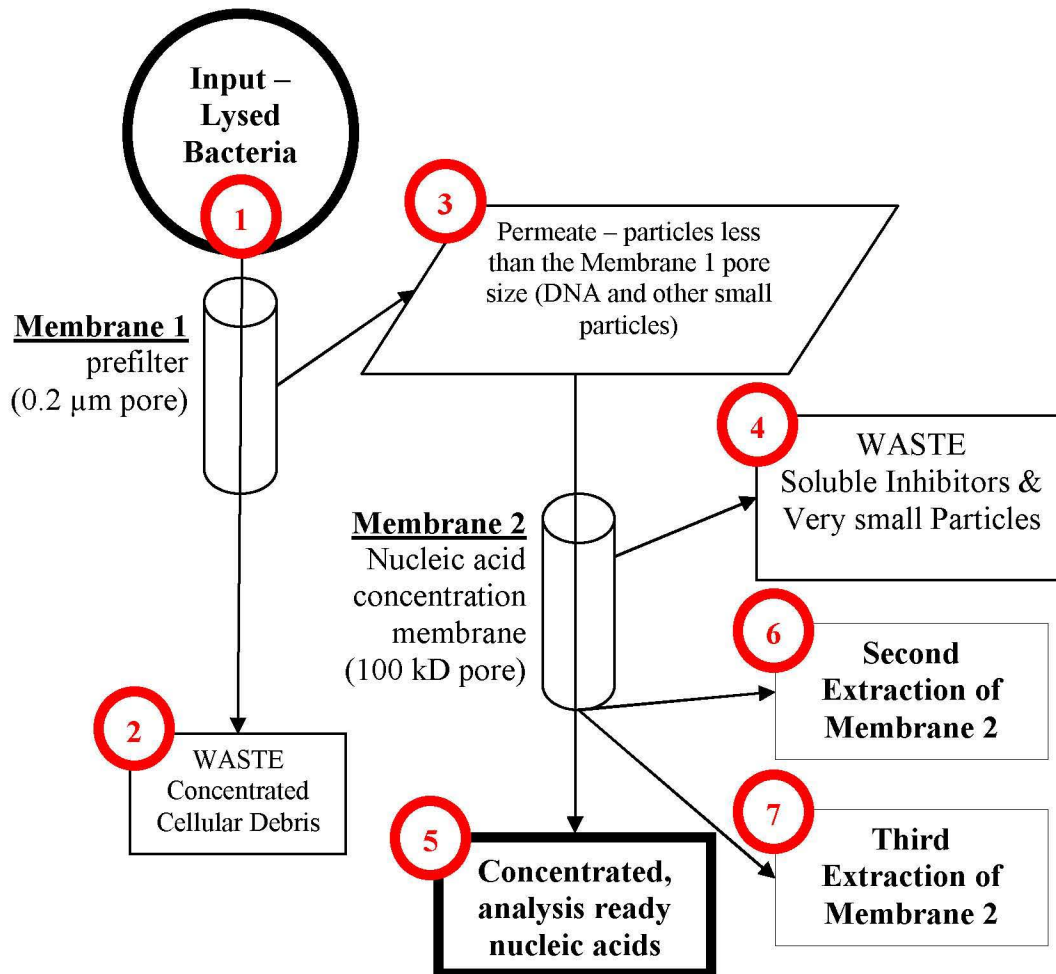 Input –
Lysed
Bacteria
1
Membrane 1
prefilter
(0.2 µm pore)
2
WASTE
Concentrated
Cellular Debris
3
Permeate – particles less
than the Membrane 1 pore
size (DNA and other small
particles)
Membrane 2
Nucleic acid
concentration
membrane
(100 kD pore)
4
WASTE
Soluble Inhibitors &
Very small Particles
6
Second
Extraction of
Membrane 2
7
Third
Extraction of
Membrane 2
5
Concentrated,
analysis ready
nucleic acids